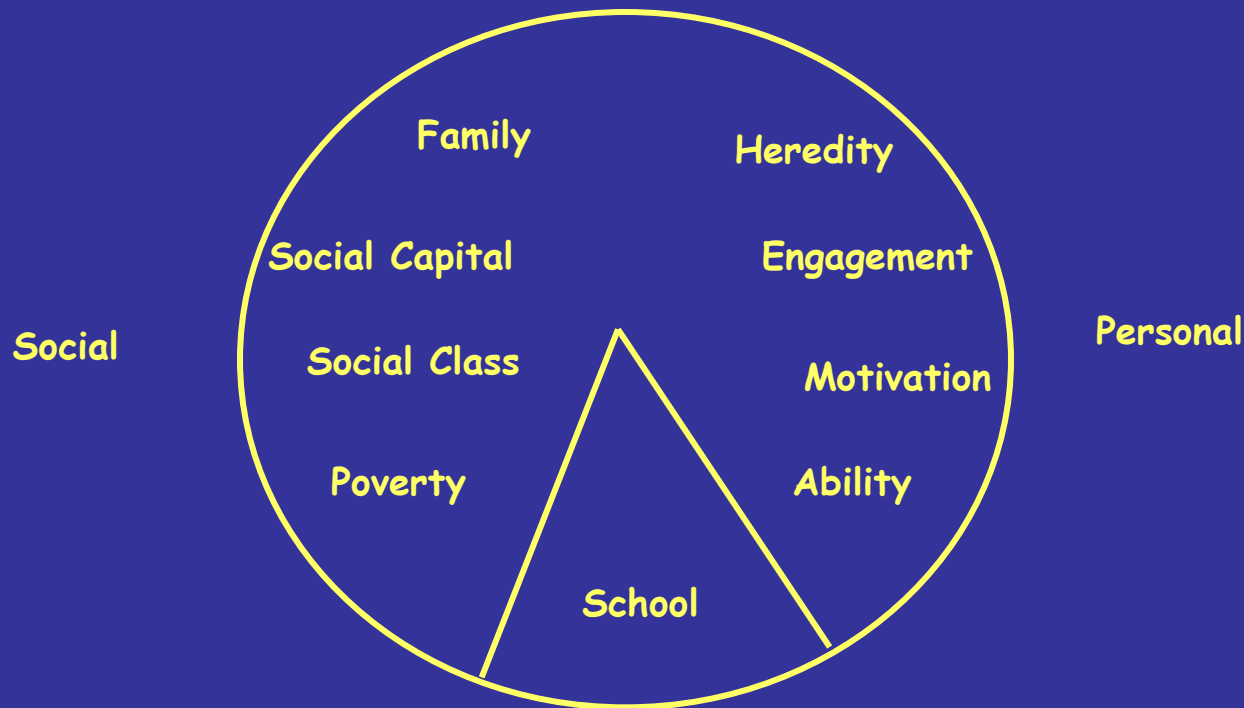 Family
Heredity
Social Capital
Engagement
Social
Personal
Social Class
Motivation
Poverty
Ability
School